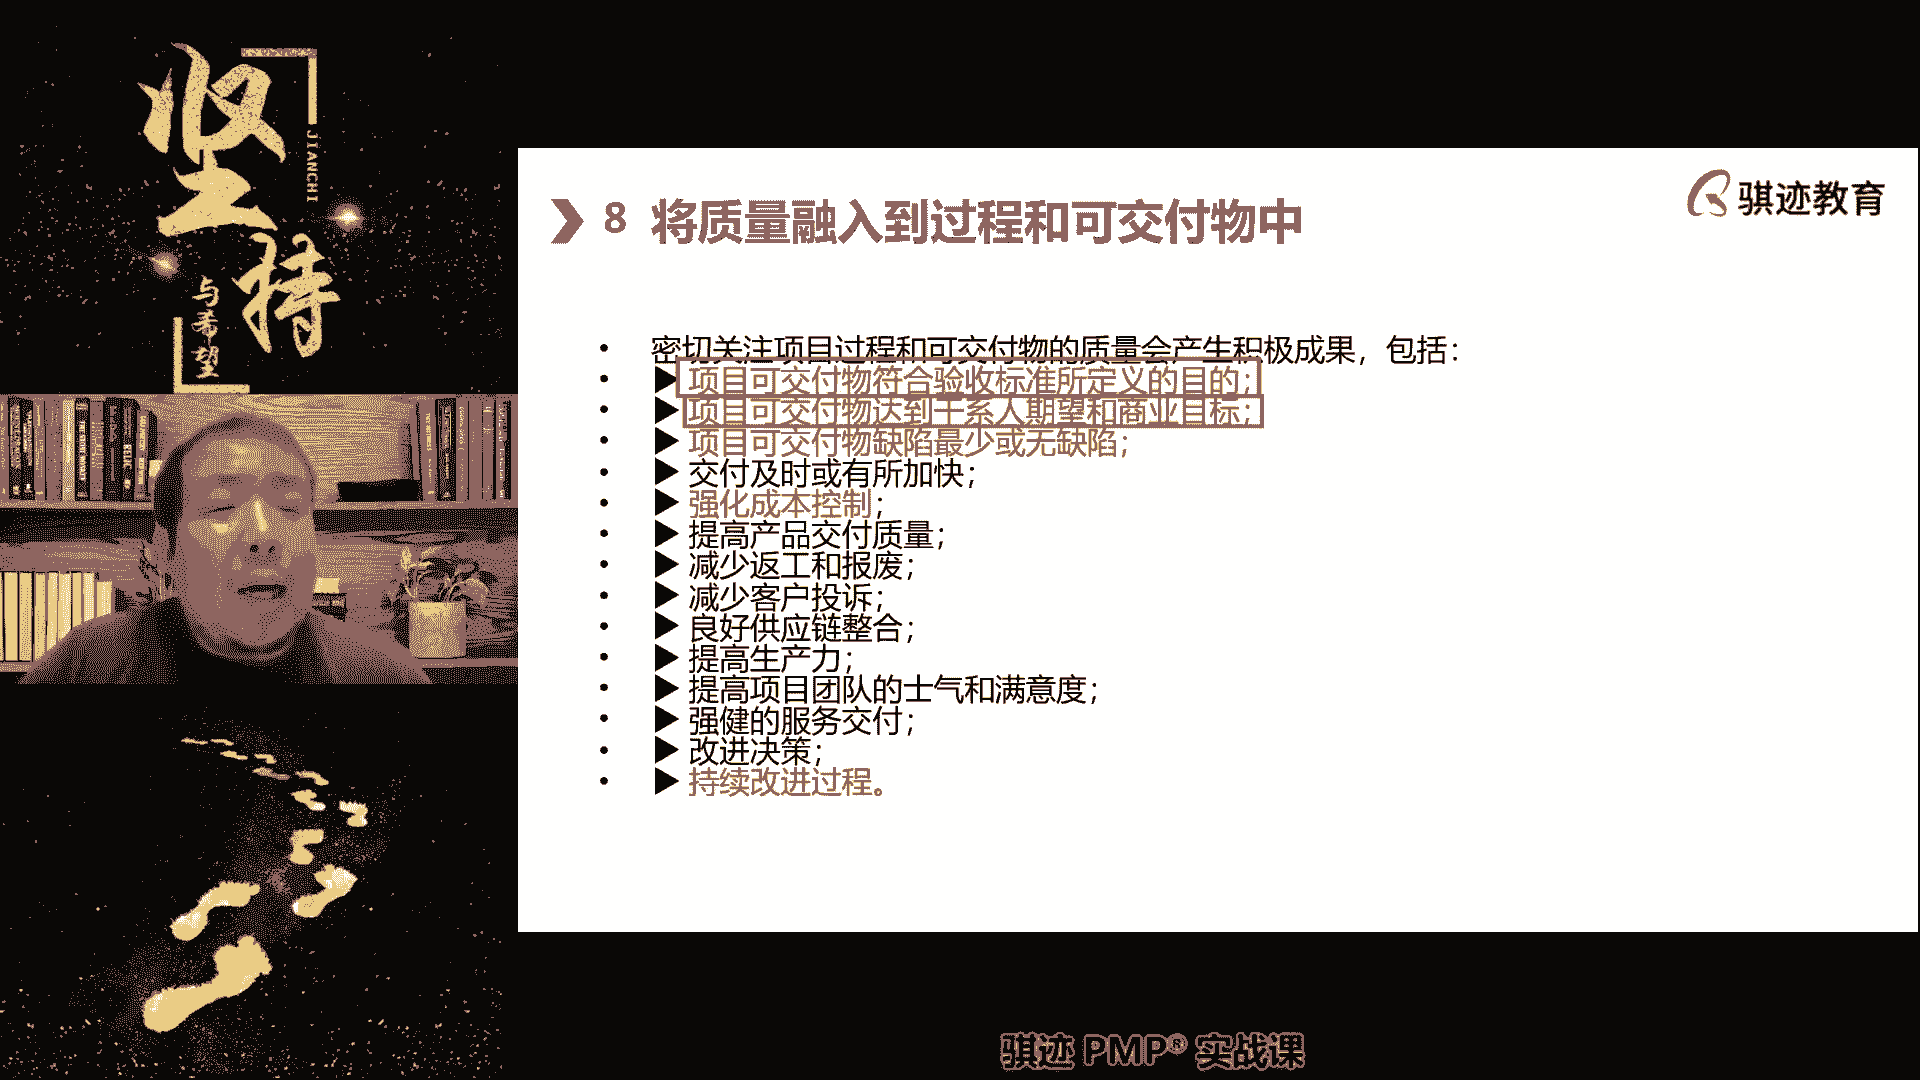 坚持
JIANCHI
与希望
骐迹教育
8 将质量融入到过程和可交付物中
• 密切关注项目过程和可交付物的质量会产生积极成果，包括：
• ▶项目可交付物符合验收标准所定义的目的；
• ▶项目可交付物达到干系人期望和商业目标；
• ▶项目可交付物缺陷最少或无缺陷；
• ▶交付及时或有所加快；
• ▶强化成本控制；
• ▶提高产品交付质量；
• ▶减少返工和报废；
• ▶减少客户投诉；
• ▶良好供应链整合；
• ▶提高生产力；
• ▶提高项目团队的士气和满意度；
• ▶强健的服务交付；
• ▶改进决策；
• ▶持续改进过程。
骐迹 PMP® 实战课